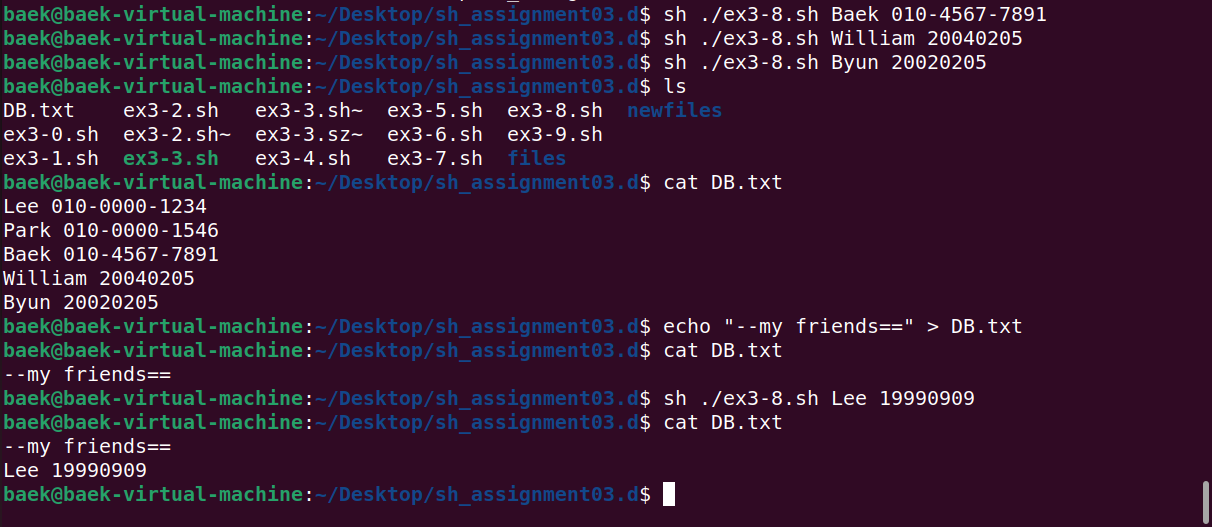 baek@baek-virtual-machine:~/Desktop/sh_assignment03.d$ sh ./ex3-8.sh Baek 010-4567-7891
baek@baek-virtual-machine:~/Desktop/sh_assignment03.d$ sh ./ex3-8.sh William 20040205
baek@baek-virtual-machine:~/Desktop/sh_assignment03.d$ sh ./ex3-8.sh Byun 20020205
baek@baek-virtual-machine:~/Desktop/sh_assignment03.d$ ls
DB.txt    ex3-2.sh   ex3-3.sh~  ex3-5.sh  ex3-8.sh  newfiles
ex3-0.sh  ex3-2.sh~  ex3-3.sz~  ex3-6.sh  ex3-9.sh
ex3-1.sh  ex3-3.sh   ex3-4.sh   ex3-7.sh  files
baek@baek-virtual-machine:~/Desktop/sh_assignment03.d$ cat DB.txt
Lee 010-0000-1234
Park 010-0000-1546
Baek 010-4567-7891
William 20040205
Byun 20020205
baek@baek-virtual-machine:~/Desktop/sh_assignment03.d$ echo "--my friends==" > DB.txt
baek@baek-virtual-machine:~/Desktop/sh_assignment03.d$ cat DB.txt
--my friends==
baek@baek-virtual-machine:~/Desktop/sh_assignment03.d$ sh ./ex3-8.sh Lee 19990909
baek@baek-virtual-machine:~/Desktop/sh_assignment03.d$ cat DB.txt
--my friends==
Lee 19990909
baek@baek-virtual-machine:~/Desktop/sh_assignment03.d$